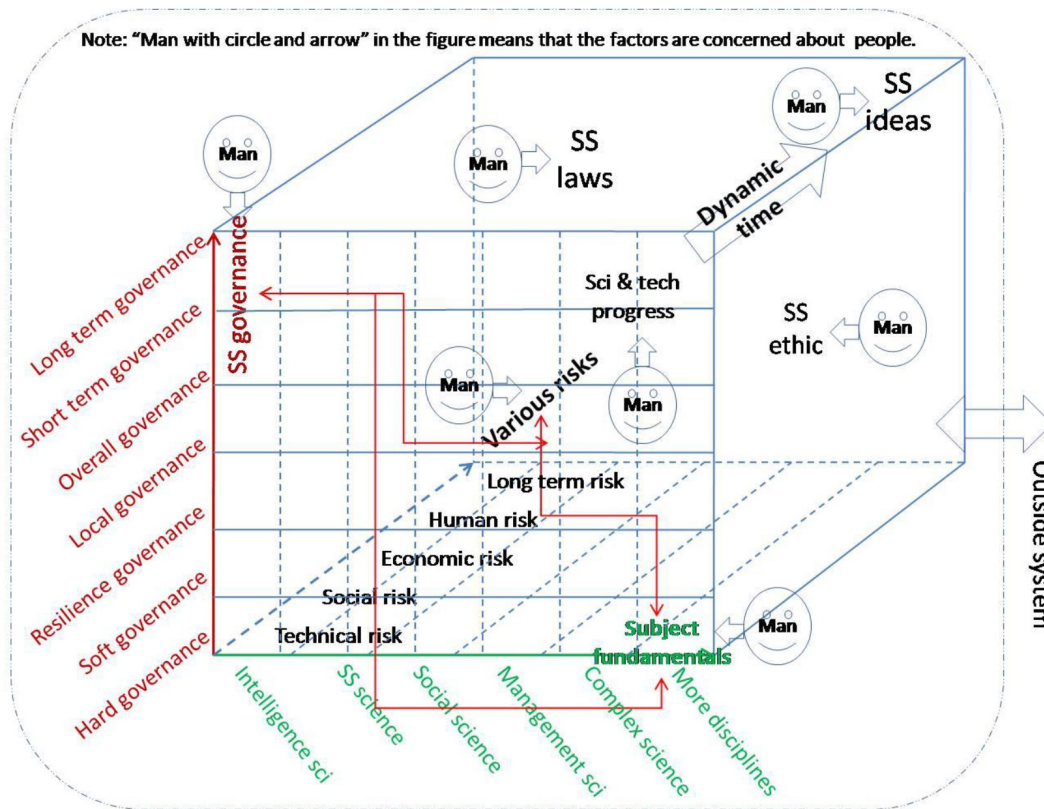 Note: “Man with circle and arrow” in the figure means that the factors are concerned about people.
Man
SS
ideas
Man
Man
SS
laws
Dynamic
time
Long term governance
Short term governance
Overall governance
Local governance
Resilience governance
Soft governance
Hard governance
SS governance
Sci & tech
progress
SS
ethic
Man
Man
Various risks
Man
Long term risk
Human risk
Economic risk
Social risk
Technical risk
Subject
fundamentals
Man
Outside system
Intelligence sci
SS science
Social science
Management sci
Complex science
More disciplines